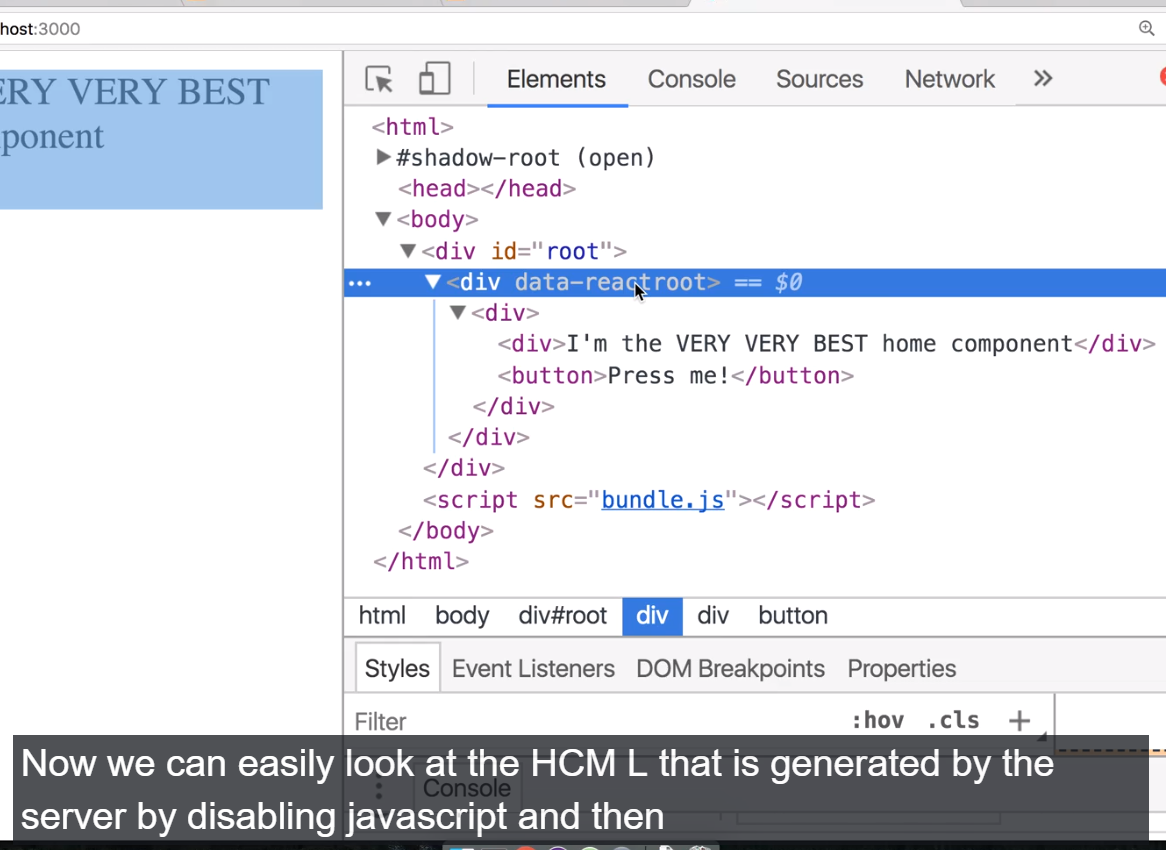 host:3000
ERY VERY BEST
ponent
Elements Console Sources Network »
<html>
▶#shadow-root (open)
<head></head>
▼<body>
▼<div id="root">
••• ▼<div data-reactroot> == $0
▼<div>
<div>I'm the VERY VERY BEST home component</div>
<button>Press me!</button>
</div>
</div>
</div>
<script src="bundle.js"></script>
</body>
</html>
html body div#root div div button
Styles Event Listeners DOM Breakpoints Properties
Filter :hov .cls +
Console
Now we can easily look at the HCM L that is generated by the
server by disabling javascript and then